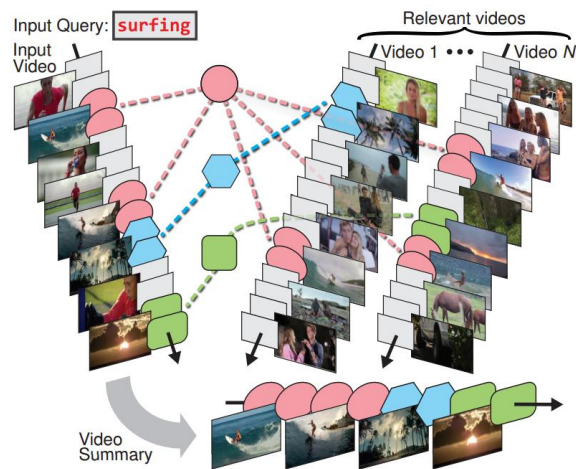 Input Query: surfing
Relevant videos
Input
Video
Video 1 ••• Video N
Video
Summary